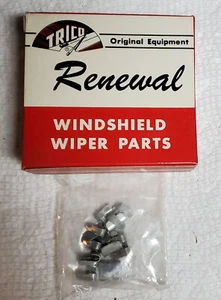 TRICO
Original Equipment
Renewal
WINDSHIELD
WIPER PARTS